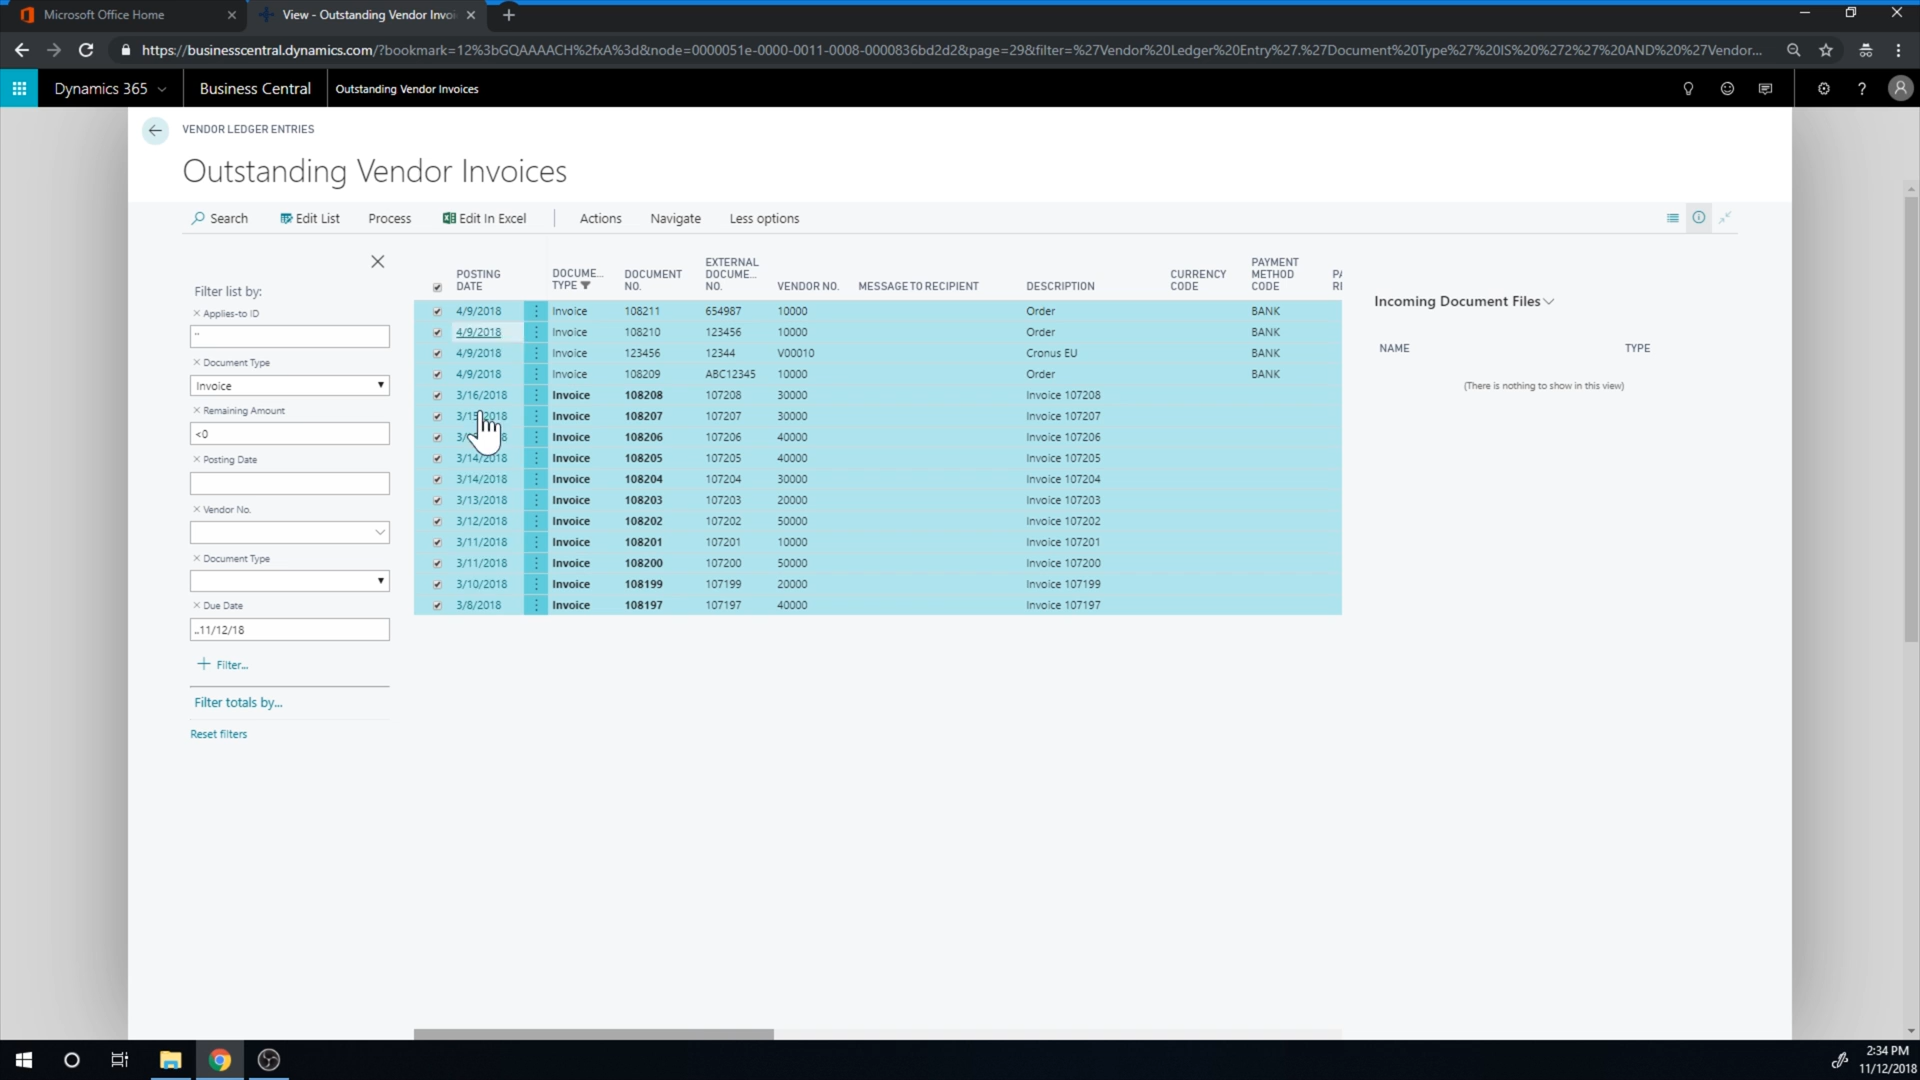 Microsoft Office Home
View - Outstanding Vendor Invoi
https://businesscentral.dynamics.com/?bookmark=12%3bGQAAAACH%2fxA%3d&node=0000051e-0000-0011-0008-0000836bd2d2&page=29&filter=%27Vendor%20Ledger%20Entry%27.%27Document%20Type%27%20IS%20%272%27%20AND%20%27Vendor...
Dynamics 365 Business Central Outstanding Vendor Invoices
VENDOR LEDGER ENTRIES
Outstanding Vendor Invoices
Search Edit List Process Edit In Excel Actions Navigate Less options
Filter list by:
Applies-to ID
''
Document Type
Invoice
Remaining Amount
<0
Posting Date
Vendor No.
Document Type
Due Date
..11/12/18
Filter...
Filter totals by...
Reset filters
POSTING DATE DOCUME... TYPE DOCUMENT NO. EXTERNAL DOCUME... NO. VENDOR NO. MESSAGE TO RECIPIENT DESCRIPTION CURRENCY CODE PAYMENT METHOD CODE
4/9/2018 Invoice 108211 654987 10000 Order BANK
4/9/2018 Invoice 108210 123456 10000 Order BANK
4/9/2018 Invoice 123456 12344 V00010 Cronus EU BANK
4/9/2018 Invoice 108209 ABC12345 10000 Order BANK
3/16/2018 Invoice 108208 107208 30000 Invoice 107208
3/15/2018 Invoice 108207 107207 30000 Invoice 107207
Invoice 108206 107206 40000 Invoice 107206
3/14/2018 Invoice 108205 107205 40000 Invoice 107205
3/14/2018 Invoice 108204 107204 30000 Invoice 107204
3/13/2018 Invoice 108203 107203 20000 Invoice 107203
3/12/2018 Invoice 108202 107202 50000 Invoice 107202
3/11/2018 Invoice 108201 107201 10000 Invoice 107201
3/11/2018 Invoice 108200 107200 50000 Invoice 107200
3/10/2018 Invoice 108199 107199 20000 Invoice 107199
3/8/2018 Invoice 108197 107197 40000 Invoice 107197
Incoming Document Files
NAME TYPE
(There is nothing to show in this view)
2:34 PM
11/12/2018